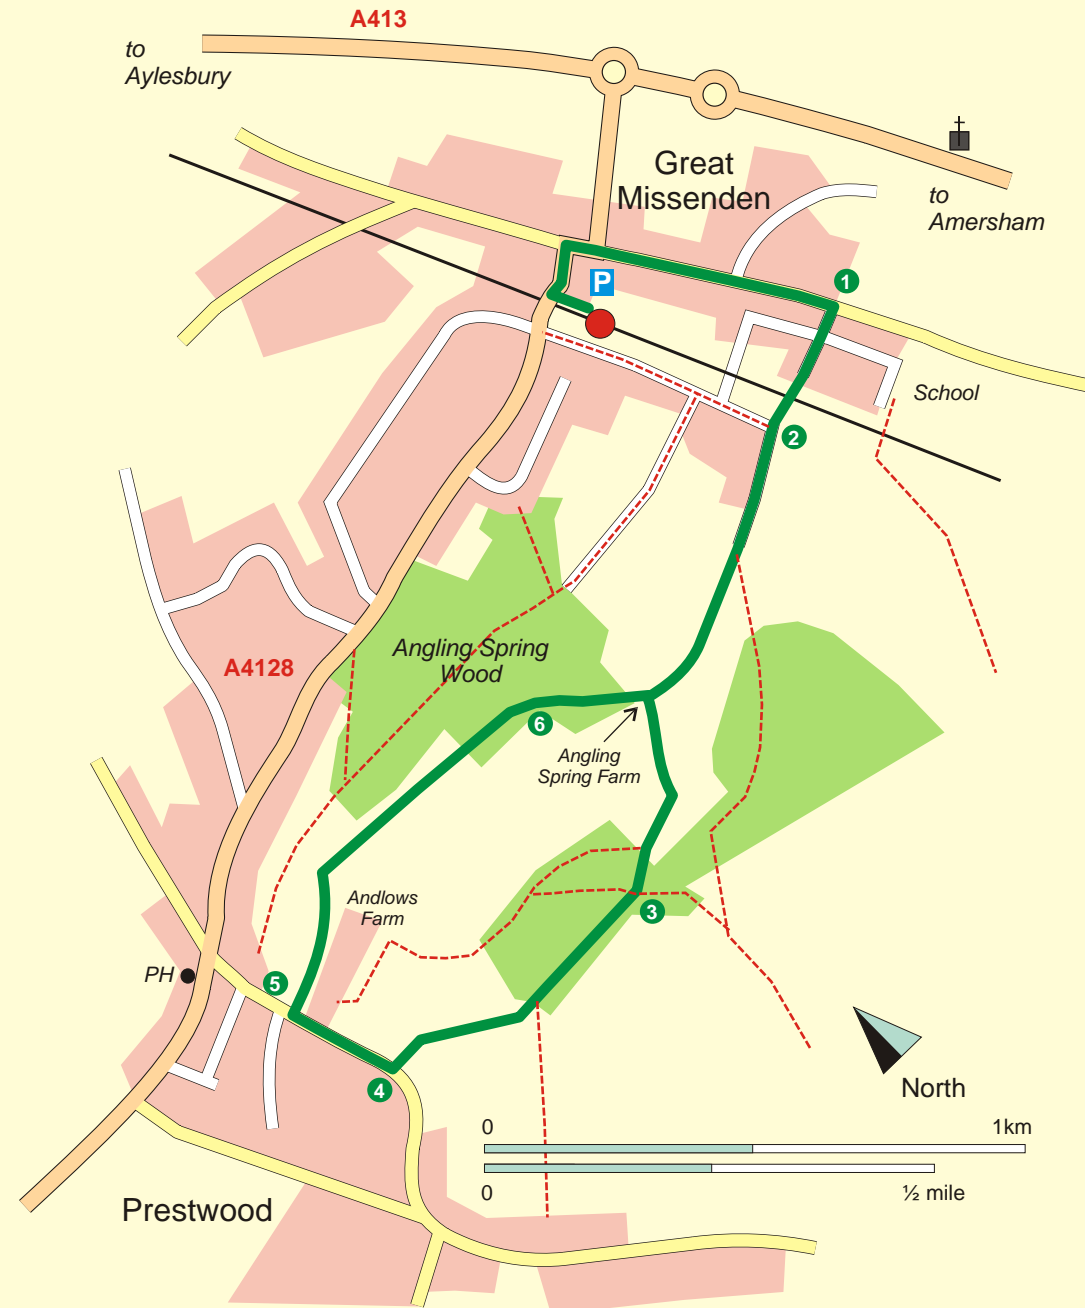 A413
to
Aylesbury
Great
Missenden
to
Amersham
P
1
School
2
Angling Spring
Wood
A4128
6
Angling
Spring Farm
Andlows
Farm
3
PH
5
4
North
0
1km
0
½ mile
Prestwood